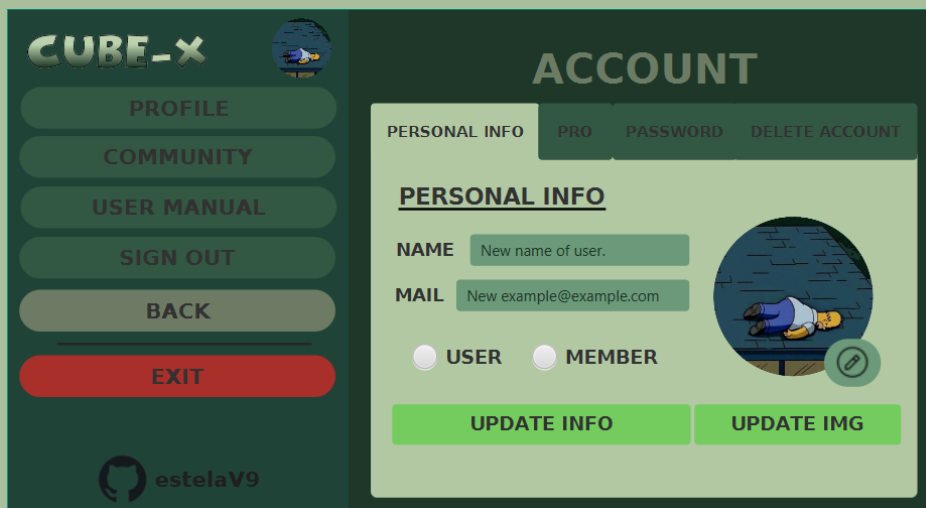 CUBE-X
PROFILE
COMMUNITY
USER MANUAL
SIGN OUT
BACK
EXIT
estelaV9
ACCOUNT
PERSONAL INFO PRO PASSWORD DELETE ACCOUNT
PERSONAL INFO
NAME New name of user.
MAIL New example@example.com
USER MEMBER
UPDATE INFO UPDATE IMG